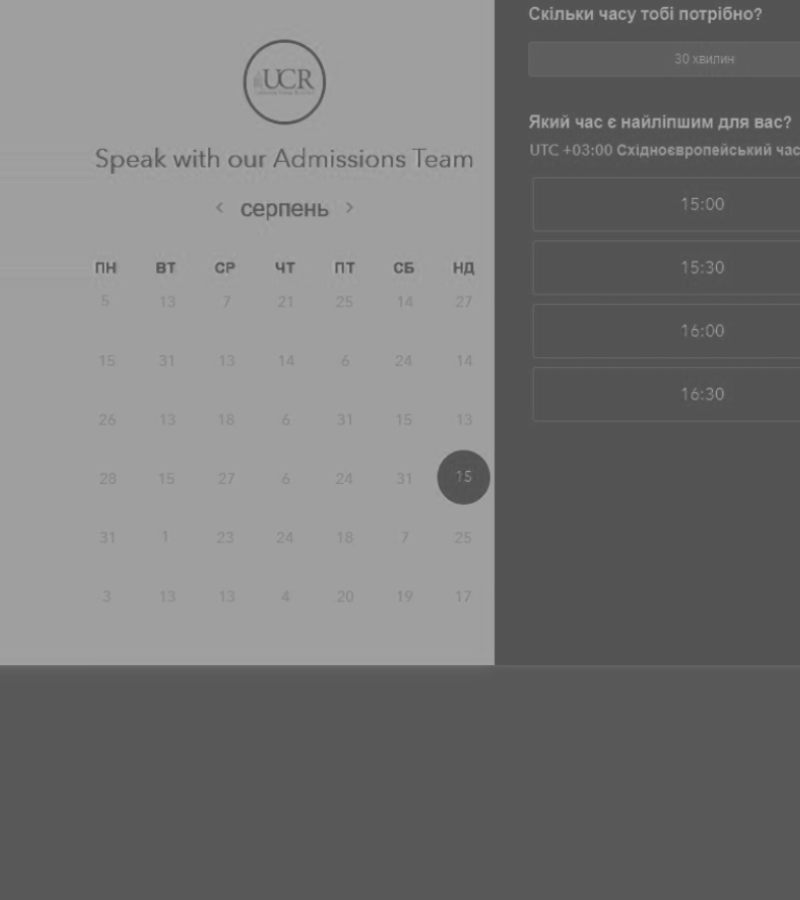 UCR
Speak with our Admissions Team
‹ серпень ›
ПН ВТ СР ЧТ ПТ СБ НД
5 13 7 21 25 14 27
15 31 13 14 6 24 14
26 13 18 6 31 15 13
28 15 27 6 24 31 15
31 1 23 24 18 7 25
3 13 13 4 20 19 17
Скільки часу тобі потрібно?
30 хвилин
Який час є найліпшим для вас?
UTC +03:00 Східноєвропейський час
15:00
15:30
16:00
16:30